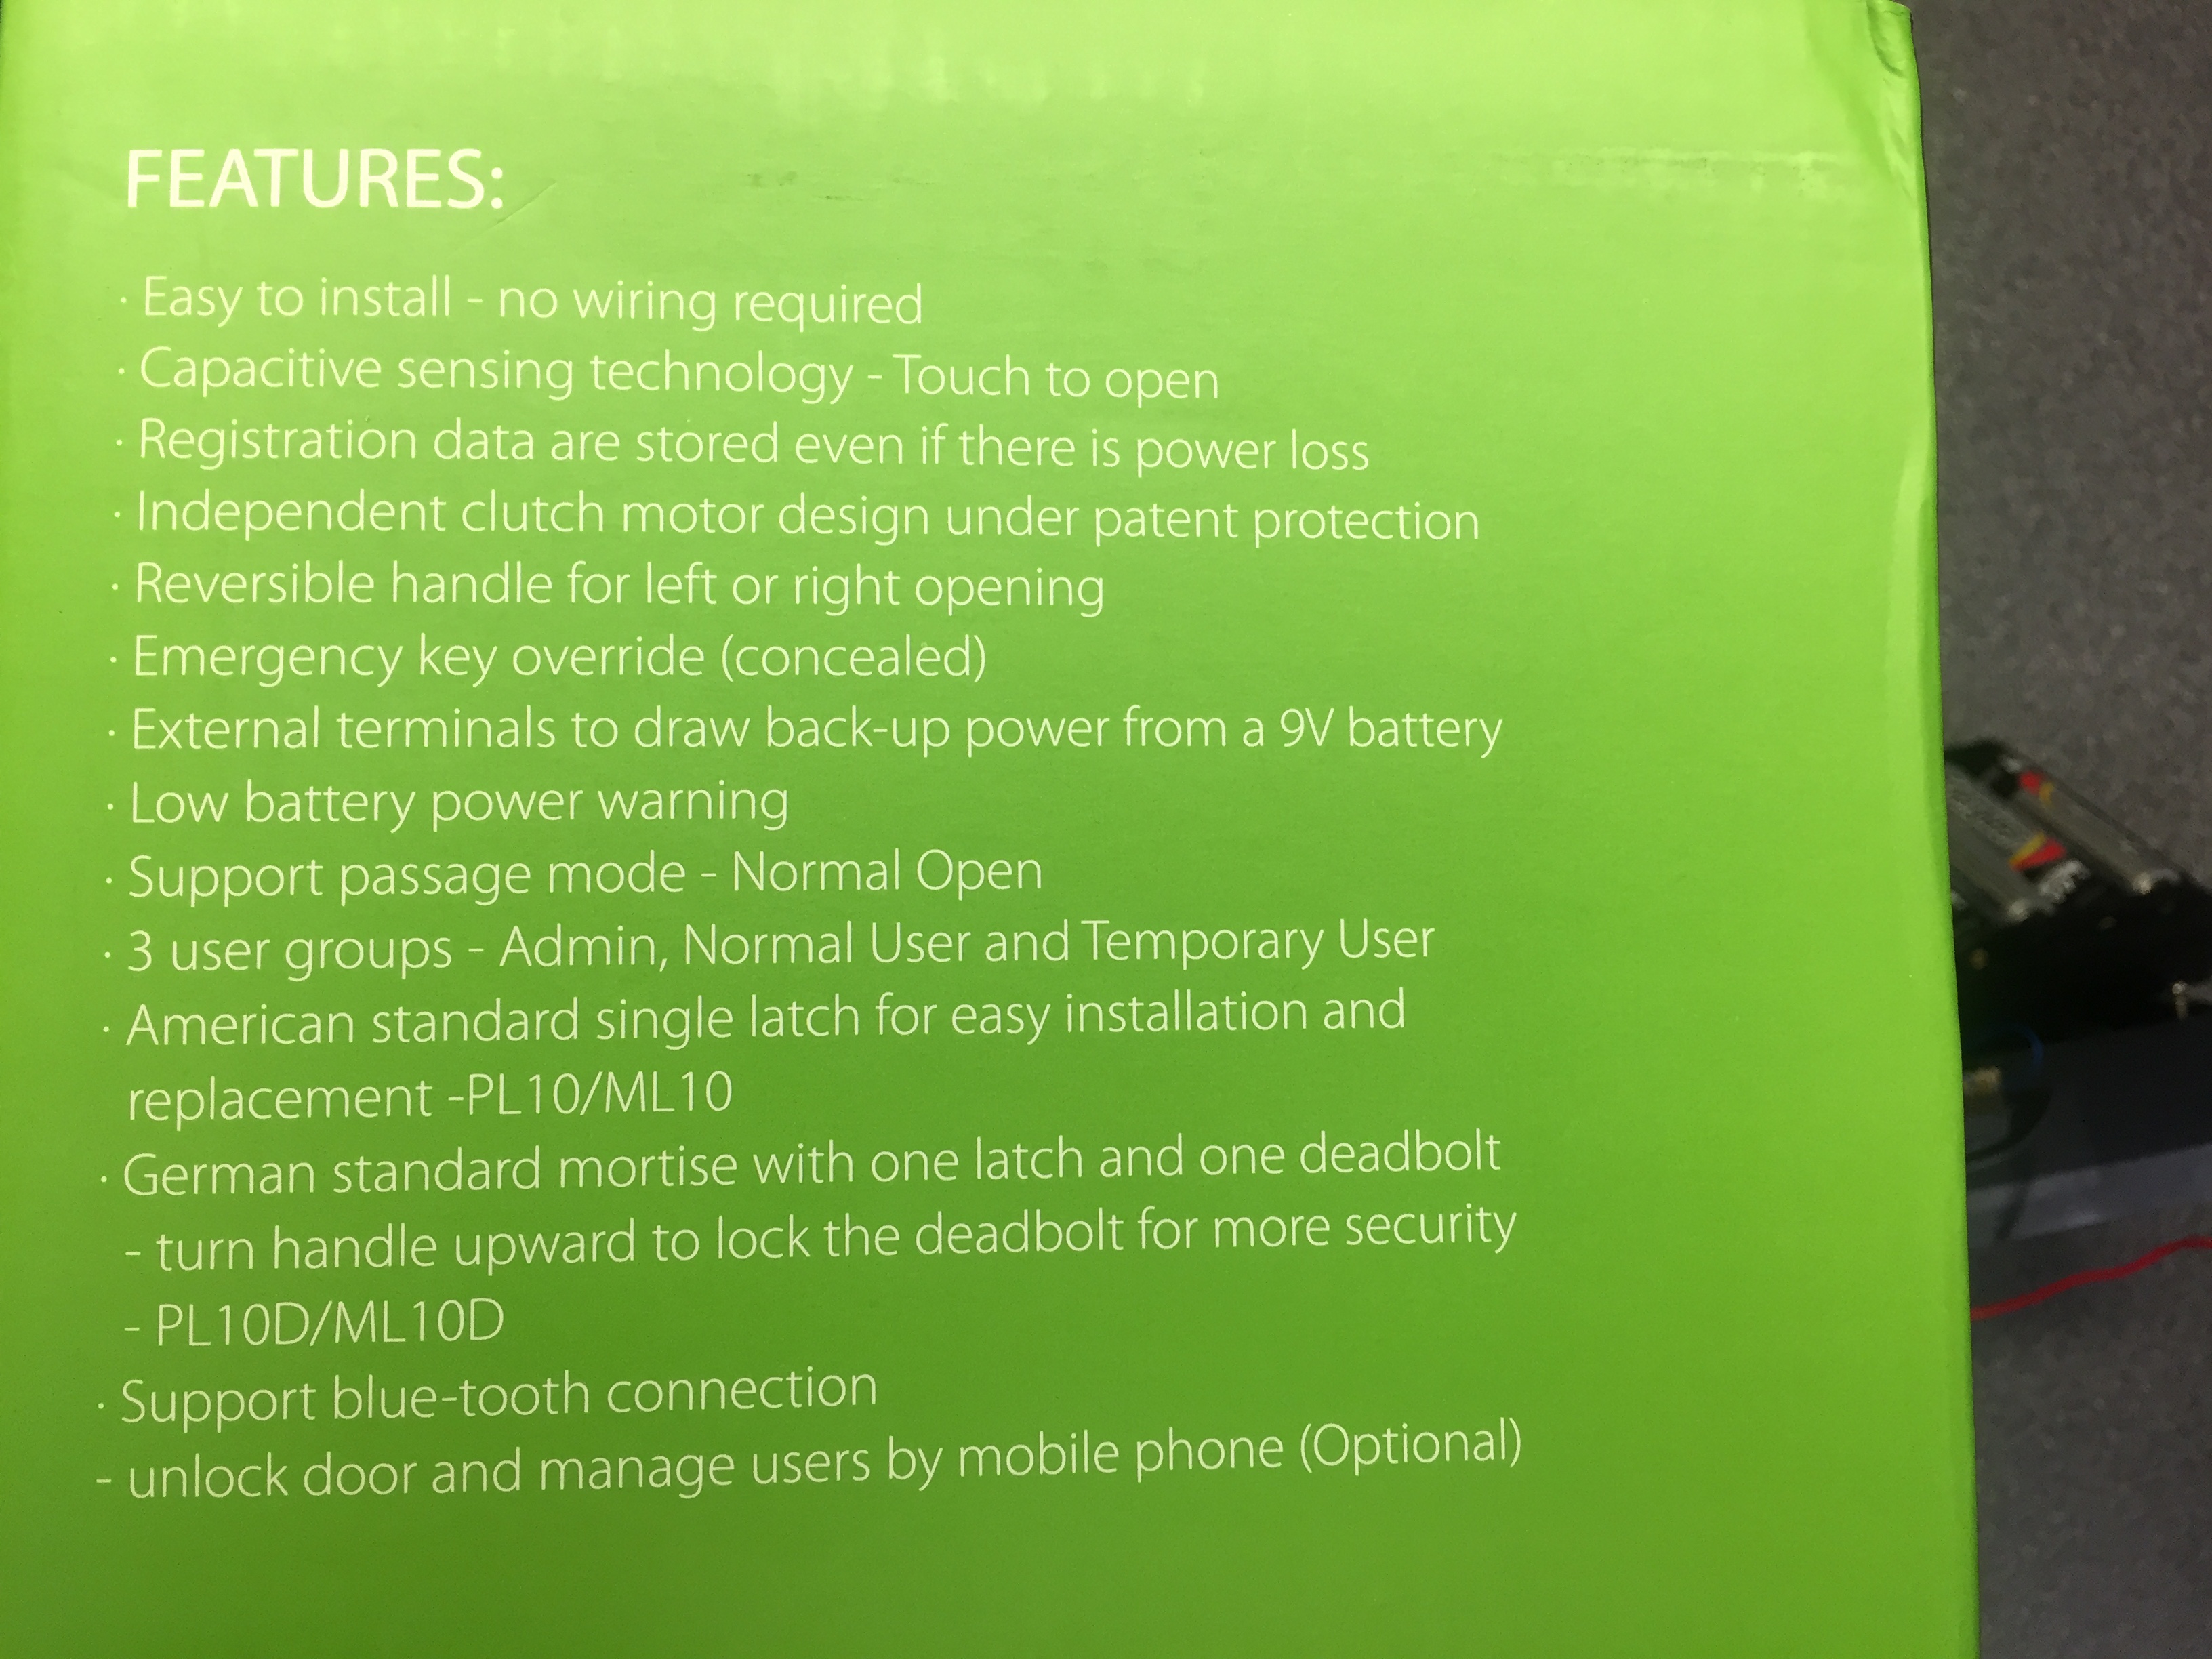 FEATURES:
· Easy to install - no wiring required
· Capacitive sensing technology - Touch to open
· Registration data are stored even if there is power loss
· Independent clutch motor design under patent protection
· Reversible handle for left or right opening
· Emergency key override (concealed)
· External terminals to draw back-up power from a 9V battery
· Low battery power warning
· Support passage mode - Normal Open
· 3 user groups - Admin, Normal User and Temporary User
· American standard single latch for easy installation and
replacement -PL10/ML10
· German standard mortise with one latch and one deadbolt
- turn handle upward to lock the deadbolt for more security
- PL10D/ML10D
· Support blue-tooth connection
- unlock door and manage users by mobile phone (Optional)